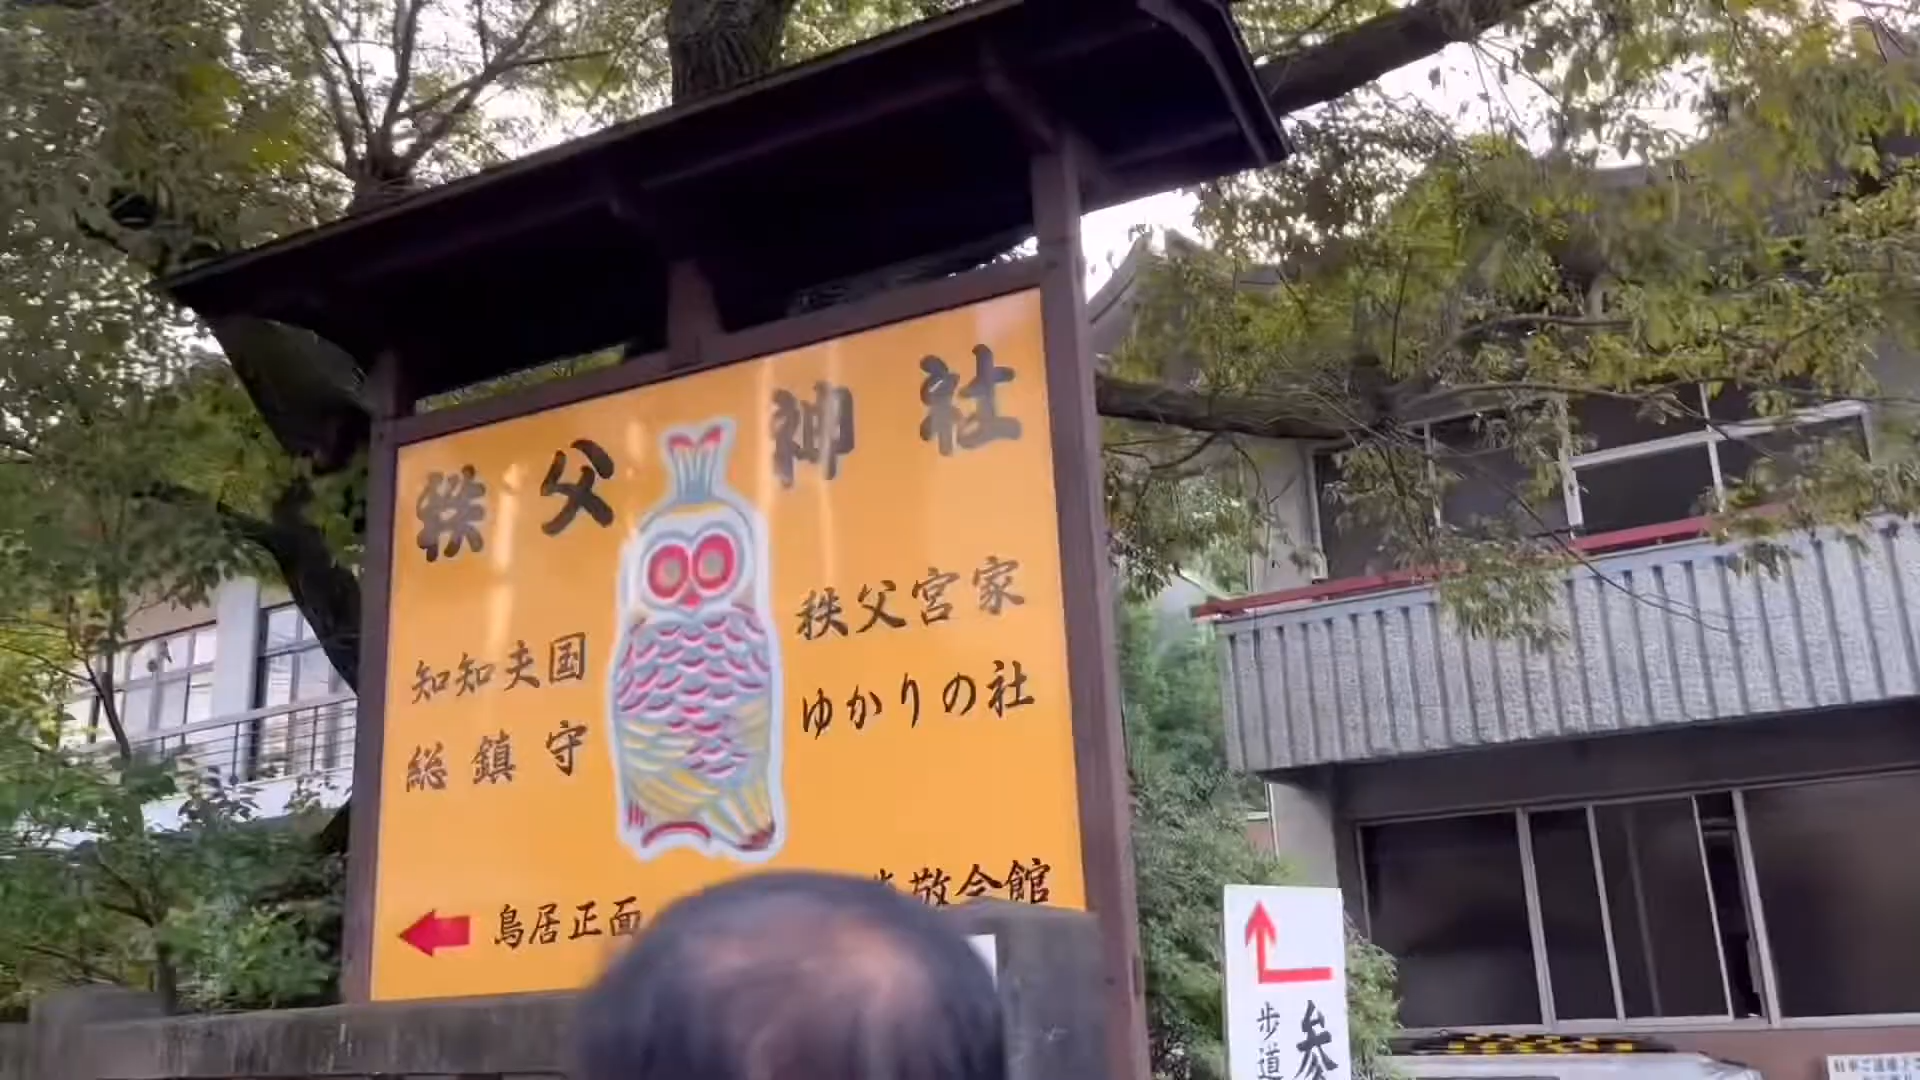 秩父神社
知知夫国
総鎮守
秩父宮家
ゆかりの社
鳥居正面
敬会館
歩道
参